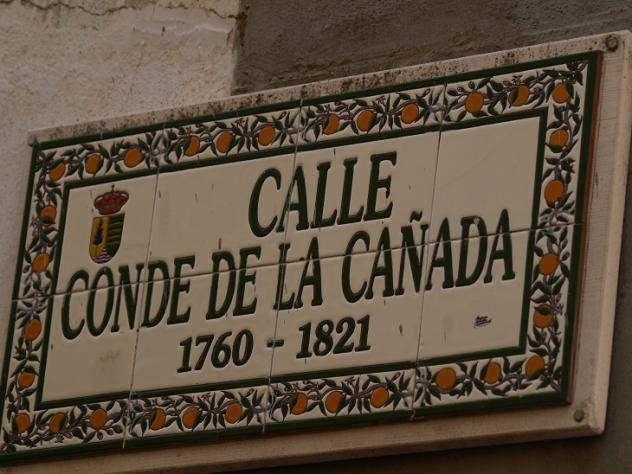 CALLE
CONDE DE LA CAÑADA
1760 - 1821